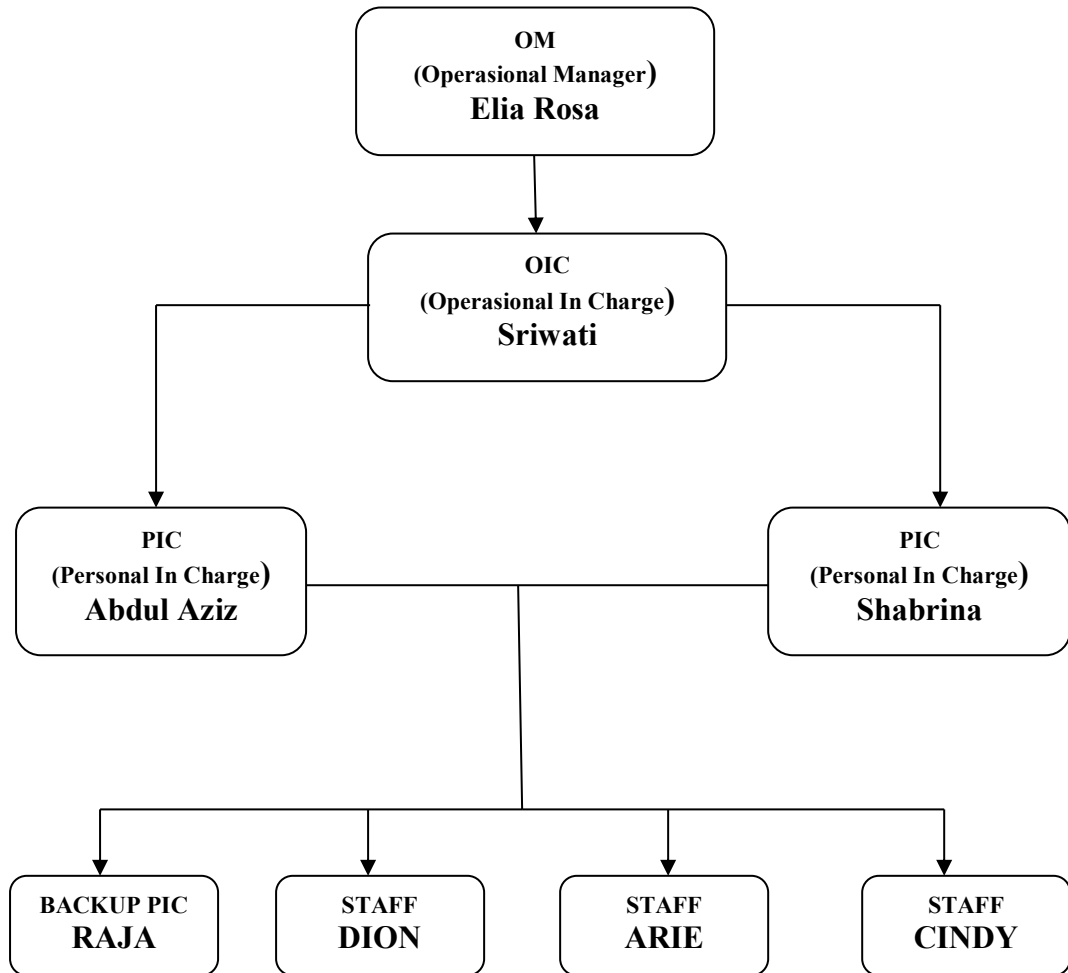 OM
(Operasional Manager)
Elia Rosa
OIC
(Operasional In Charge)
Sriwati
PIC
(Personal In Charge)
Abdul Aziz
PIC
(Personal In Charge)
Shabrina
BACKUP PIC
RAJA
STAFF
DION
STAFF
ARIE
STAFF
CINDY